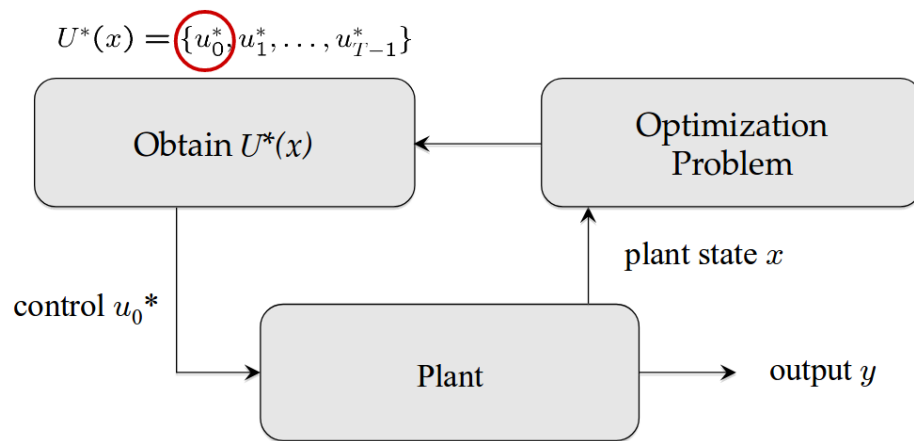 U*(x) = {u₀*, u₁*, . . . , u*_{T−1}}
Obtain U*(x)
Optimization
Problem
plant state x
control u₀*
Plant
output y